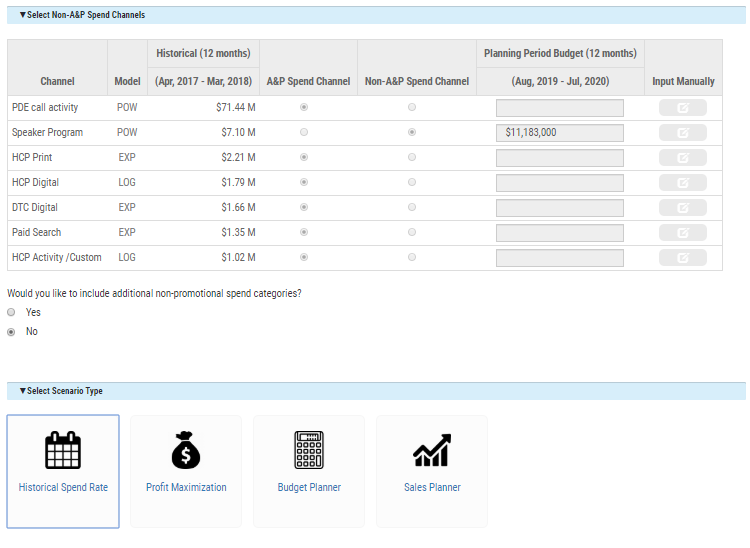 ▼Select Non-A&P Spend Channels
Historical (12 months) Planning Period Budget (12 months)
Channel Model (Apr, 2017 - Mar, 2018) A&P Spend Channel Non-A&P Spend Channel (Aug, 2019 - Jul, 2020) Input Manually
PDE call activity POW $71.44 M
Speaker Program POW $7.10 M $11,183,000
HCP Print EXP $2.21 M
HCP Digital LOG $1.79 M
DTC Digital EXP $1.66 M
Paid Search EXP $1.35 M
HCP Activity /Custom LOG $1.02 M
Would you like to include additional non-promotional spend categories?
Yes
No
▼Select Scenario Type
Historical Spend Rate Profit Maximization Budget Planner Sales Planner